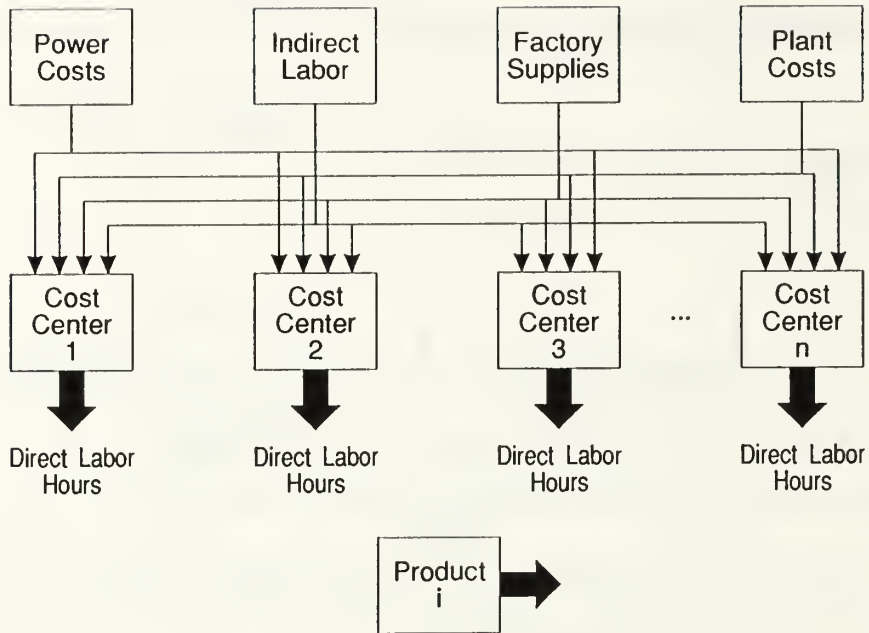 Power
Costs
Indirect
Labor
Factory
Supplies
Plant
Costs
Cost
Center
1
Cost
Center
2
Cost
Center
3
...
Cost
Center
n
Direct Labor
Hours
Direct Labor
Hours
Direct Labor
Hours
Direct Labor
Hours
Product
i